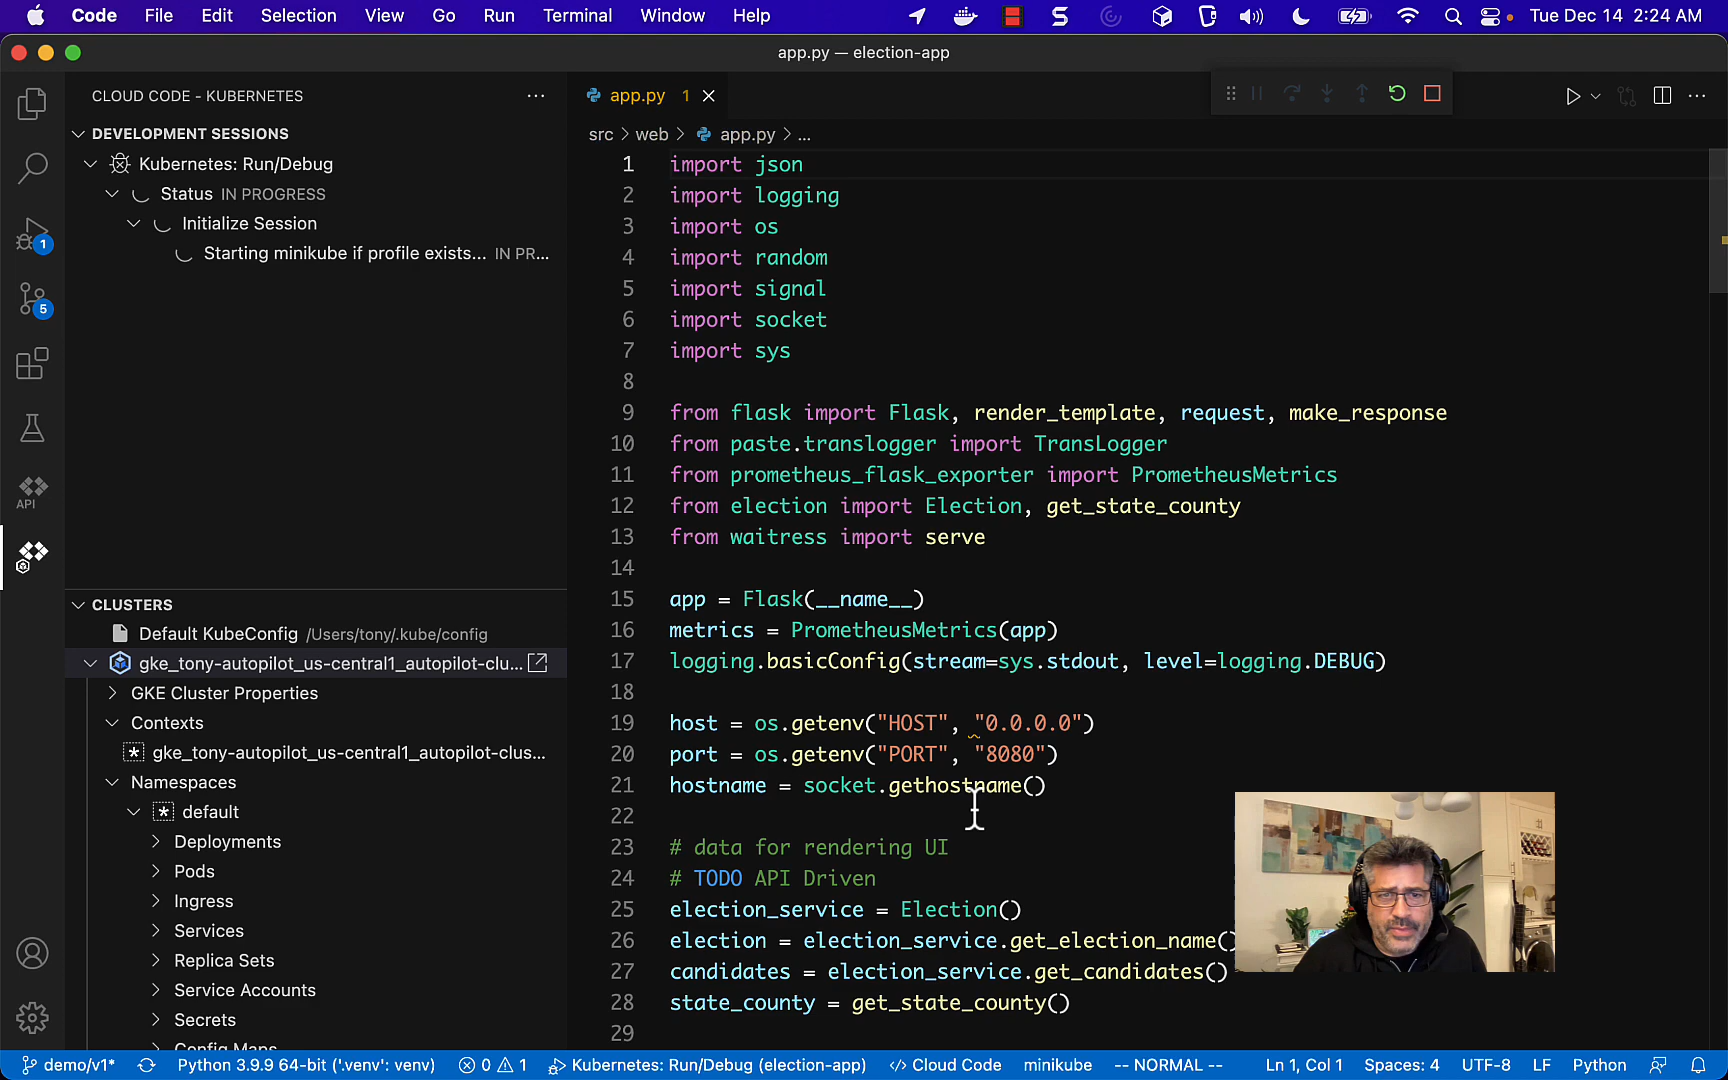 Code File Edit Selection View Go Run Terminal Window Help Tue Dec 14 2:24 AM
app.py — election-app
CLOUD CODE - KUBERNETES
DEVELOPMENT SESSIONS
Kubernetes: Run/Debug
Status IN PROGRESS
Initialize Session
Starting minikube if profile exists... IN PR...
1
5
API
CLUSTERS
Default KubeConfig /Users/tony/.kube/config
gke_tony-autopilot_us-central1_autopilot-clu...
GKE Cluster Properties
Contexts
gke_tony-autopilot_us-central1_autopilot-clus...
Namespaces
default
Deployments
Pods
Ingress
Services
Replica Sets
Service Accounts
Secrets
Config Maps
app.py 1
src > web > app.py > ...
1 import json
2 import logging
3 import os
4 import random
5 import signal
6 import socket
7 import sys
8
9 from flask import Flask, render_template, request, make_response
10 from paste.translogger import TransLogger
11 from prometheus_flask_exporter import PrometheusMetrics
12 from election import Election, get_state_county
13 from waitress import serve
14
15 app = Flask(__name__)
16 metrics = PrometheusMetrics(app)
17 logging.basicConfig(stream=sys.stdout, level=logging.DEBUG)
18
19 host = os.getenv("HOST", "0.0.0.0")
20 port = os.getenv("PORT", "8080")
21 hostname = socket.gethostname()
22
23 # data for rendering UI
24 # TODO API Driven
25 election_service = Election()
26 election = election_service.get_election_name()
27 candidates = election_service.get_candidates()
28 state_county = get_state_county()
29
demo/v1* Python 3.9.9 64-bit ('.venv': venv) 0 1 Kubernetes: Run/Debug (election-app) Cloud Code minikube -- NORMAL -- Ln 1, Col 1 Spaces: 4 UTF-8 LF Python